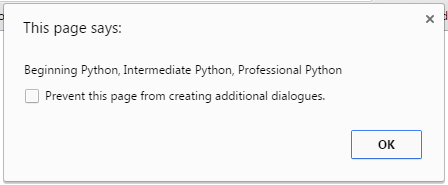 This page says:
Beginning Python, Intermediate Python, Professional Python
Prevent this page from creating additional dialogues.
OK